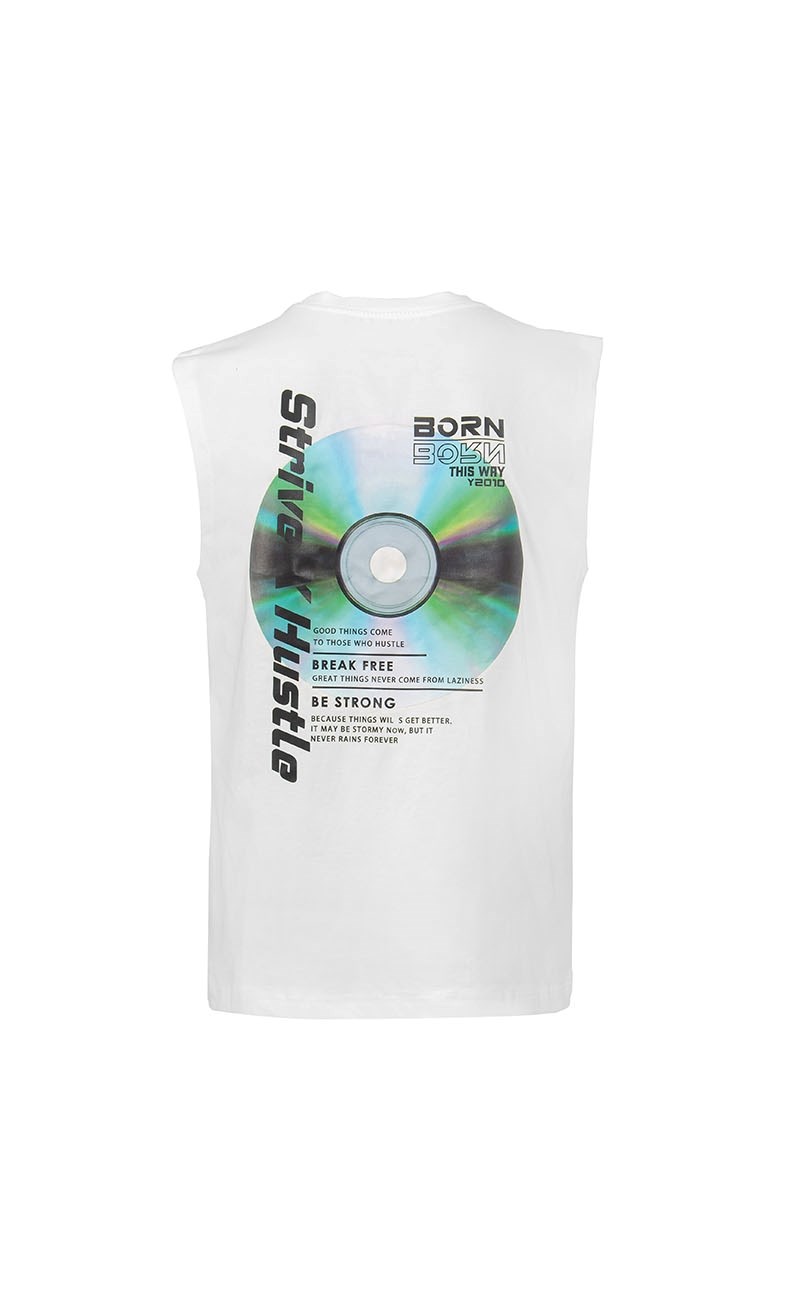 Strive X Hustle
BORN
BORN
THIS WAY
Y2010
GOOD THINGS COME
TO THOSE WHO HUSTLE
BREAK FREE
GREAT THINGS NEVER COME FROM LAZINESS
BE STRONG
BECAUSE THINGS WIL S GET BETTER.
IT MAY BE STORMY NOW, BUT IT
NEVER RAINS FOREVER